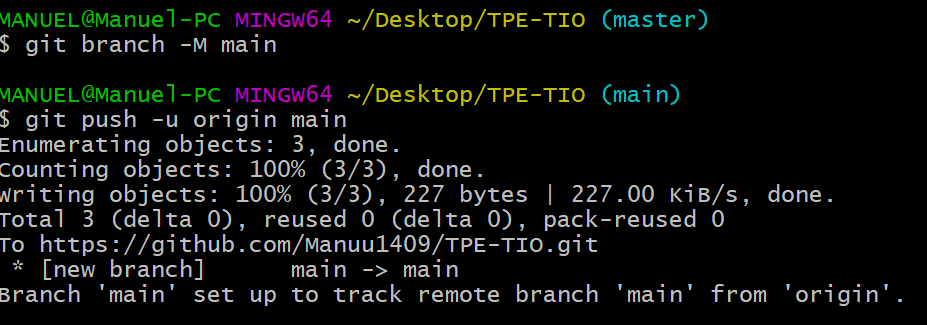 MANUEL@Manuel-PC MINGW64 ~/Desktop/TPE-TIO (master)
$ git branch -M main
MANUEL@Manuel-PC MINGW64 ~/Desktop/TPE-TIO (main)
$ git push -u origin main
Enumerating objects: 3, done.
Counting objects: 100% (3/3), done.
Writing objects: 100% (3/3), 227 bytes | 227.00 KiB/s, done.
Total 3 (delta 0), reused 0 (delta 0), pack-reused 0
To https://github.com/Manuu1409/TPE-TIO.git
 * [new branch]      main -> main
Branch 'main' set up to track remote branch 'main' from 'origin'.